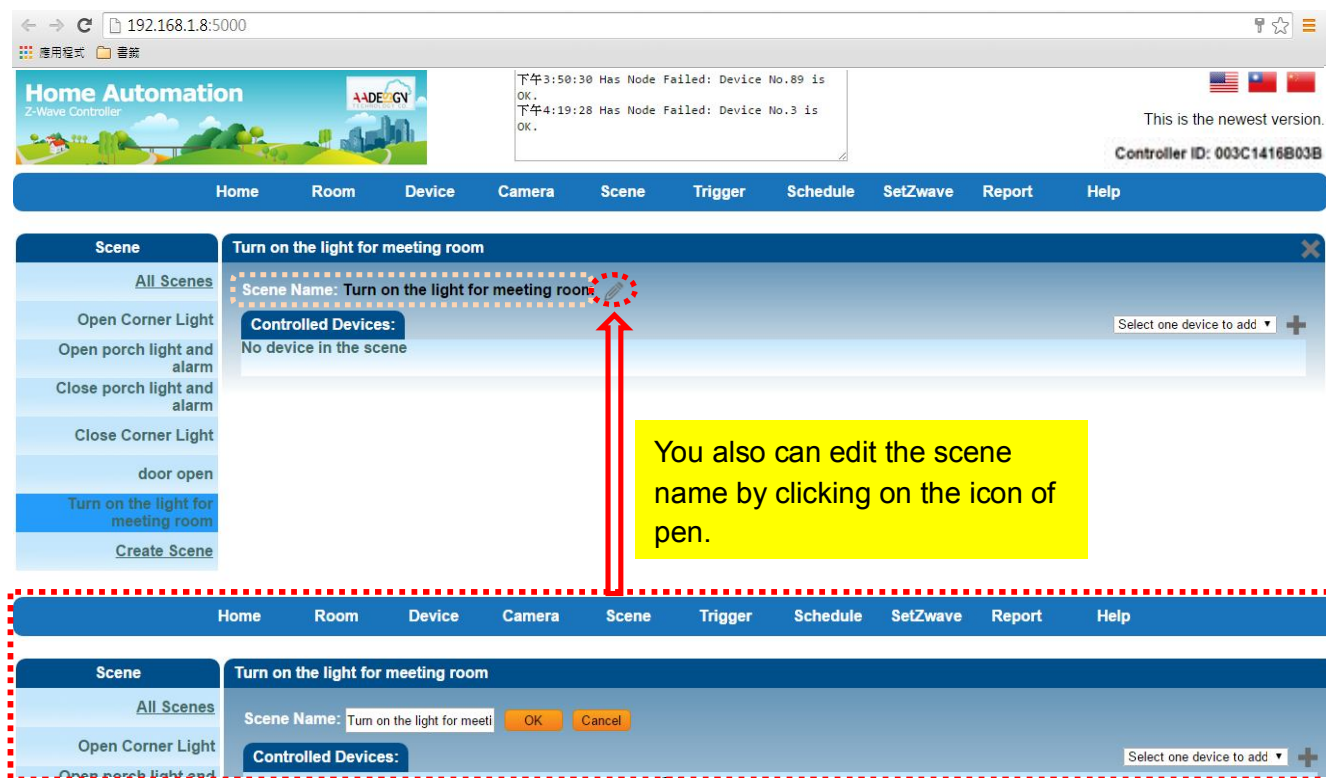 192.168.1.8:5000
應用程式 書籤
Home Automation
Z-Wave Controller
下午3:50:30 Has Node Failed: Device No.89 is
OK.
下午4:19:28 Has Node Failed: Device No.3 is
OK.
This is the newest version.
Controller ID: 003C1416B03B
Home Room Device Camera Scene Trigger Schedule SetZwave Report Help
Scene
All Scenes
Open Corner Light
Open porch light and
alarm
Close porch light and
alarm
Close Corner Light
door open
Turn on the light for
meeting room
Create Scene
Turn on the light for meeting room
Scene Name: Turn on the light for meeting room
Controlled Devices:
Select one device to add
No device in the scene
You also can edit the scene
name by clicking on the icon of
pen.
Home Room Device Camera Scene Trigger Schedule SetZwave Report Help
Scene
All Scenes
Open Corner Light
Open porch light and
Turn on the light for meeting room
Scene Name: Turn on the light for meeti OK Cancel
Controlled Devices:
Select one device to add